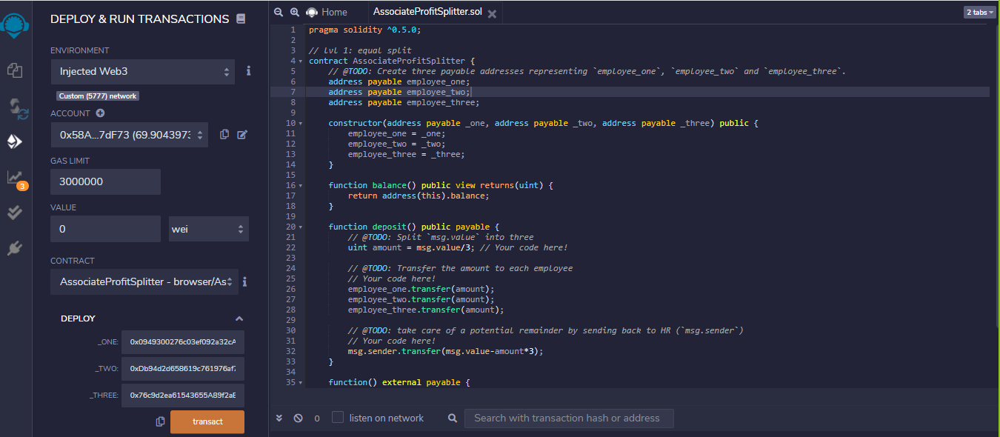 DEPLOY & RUN TRANSACTIONS
ENVIRONMENT
Injected Web3
Custom (5777) network
ACCOUNT
0x58A...7dF73 (69.9043973
GAS LIMIT
3000000
VALUE
0
wei
CONTRACT
AssociateProfitSplitter - browser/As
DEPLOY
_ONE:
0x0949300276c03ef092a32cA
_TWO:
0xDb94d2d658619c761976af7
_THREE:
0x76c9d2ea61543655A89f2aE
transact
3
Home
AssociateProfitSplitter.sol
2 tabs
1 pragma solidity ^0.5.0;
2
3 // lvl 1: equal split
4 contract AssociateProfitSplitter {
5 // @TODO: Create three payable addresses representing `employee_one`, `employee_two` and `employee_three`.
6 address payable employee_one;
7 address payable employee_two;
8 address payable employee_three;
9
10 constructor(address payable _one, address payable _two, address payable _three) public {
11 employee_one = _one;
12 employee_two = _two;
13 employee_three = _three;
14 }
15
16 function balance() public view returns(uint) {
17 return address(this).balance;
18 }
19
20 function deposit() public payable {
21 // @TODO: Split `msg.value` into three
22 uint amount = msg.value/3; // Your code here!
23
24 // @TODO: Transfer the amount to each employee
25 // Your code here!
26 employee_one.transfer(amount);
27 employee_two.transfer(amount);
28 employee_three.transfer(amount);
29
30 // @TODO: take care of a potential remainder by sending back to HR (`msg.sender`)
31 // Your code here!
32 msg.sender.transfer(msg.value-amount*3);
33 }
34
35 function() external payable {
0
listen on network
Search with transaction hash or address